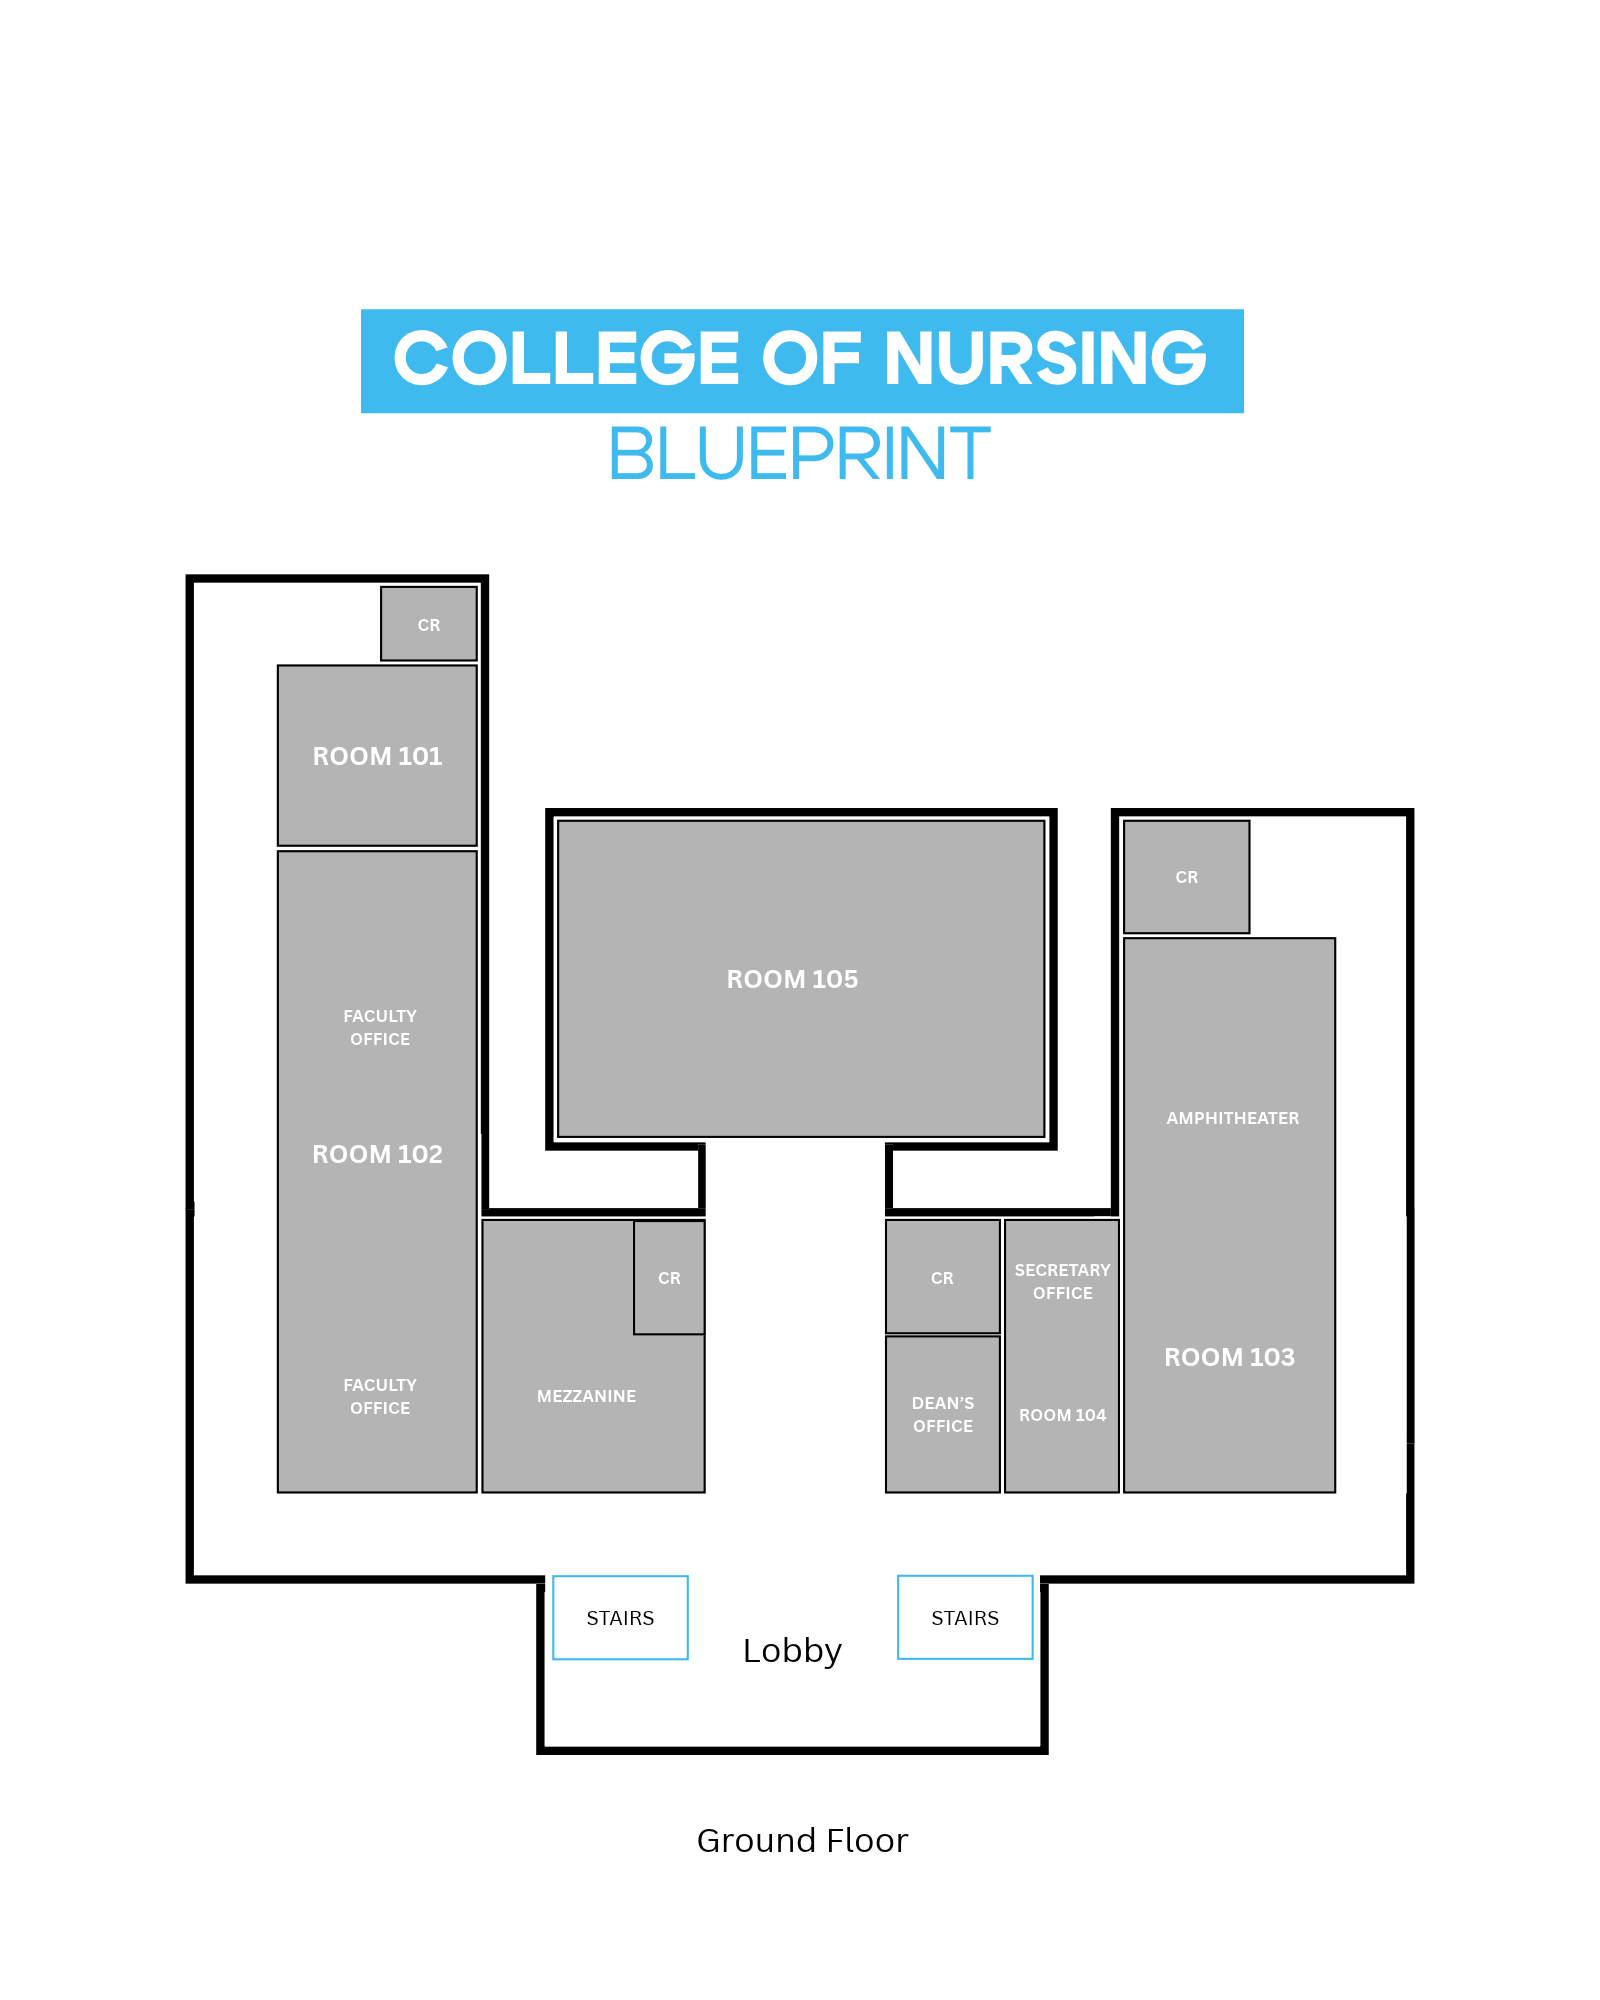 COLLEGE OF NURSING
BLUEPRINT
CR
ROOM 101
CR
ROOM 105
FACULTY
OFFICE
AMPHITHEATER
ROOM 102
SECRETARY
OFFICE
CR
CR
ROOM 103
FACULTY
OFFICE
MEZZANINE
DEAN'S
OFFICE
ROOM 104
STAIRS
STAIRS
Lobby
Ground Floor